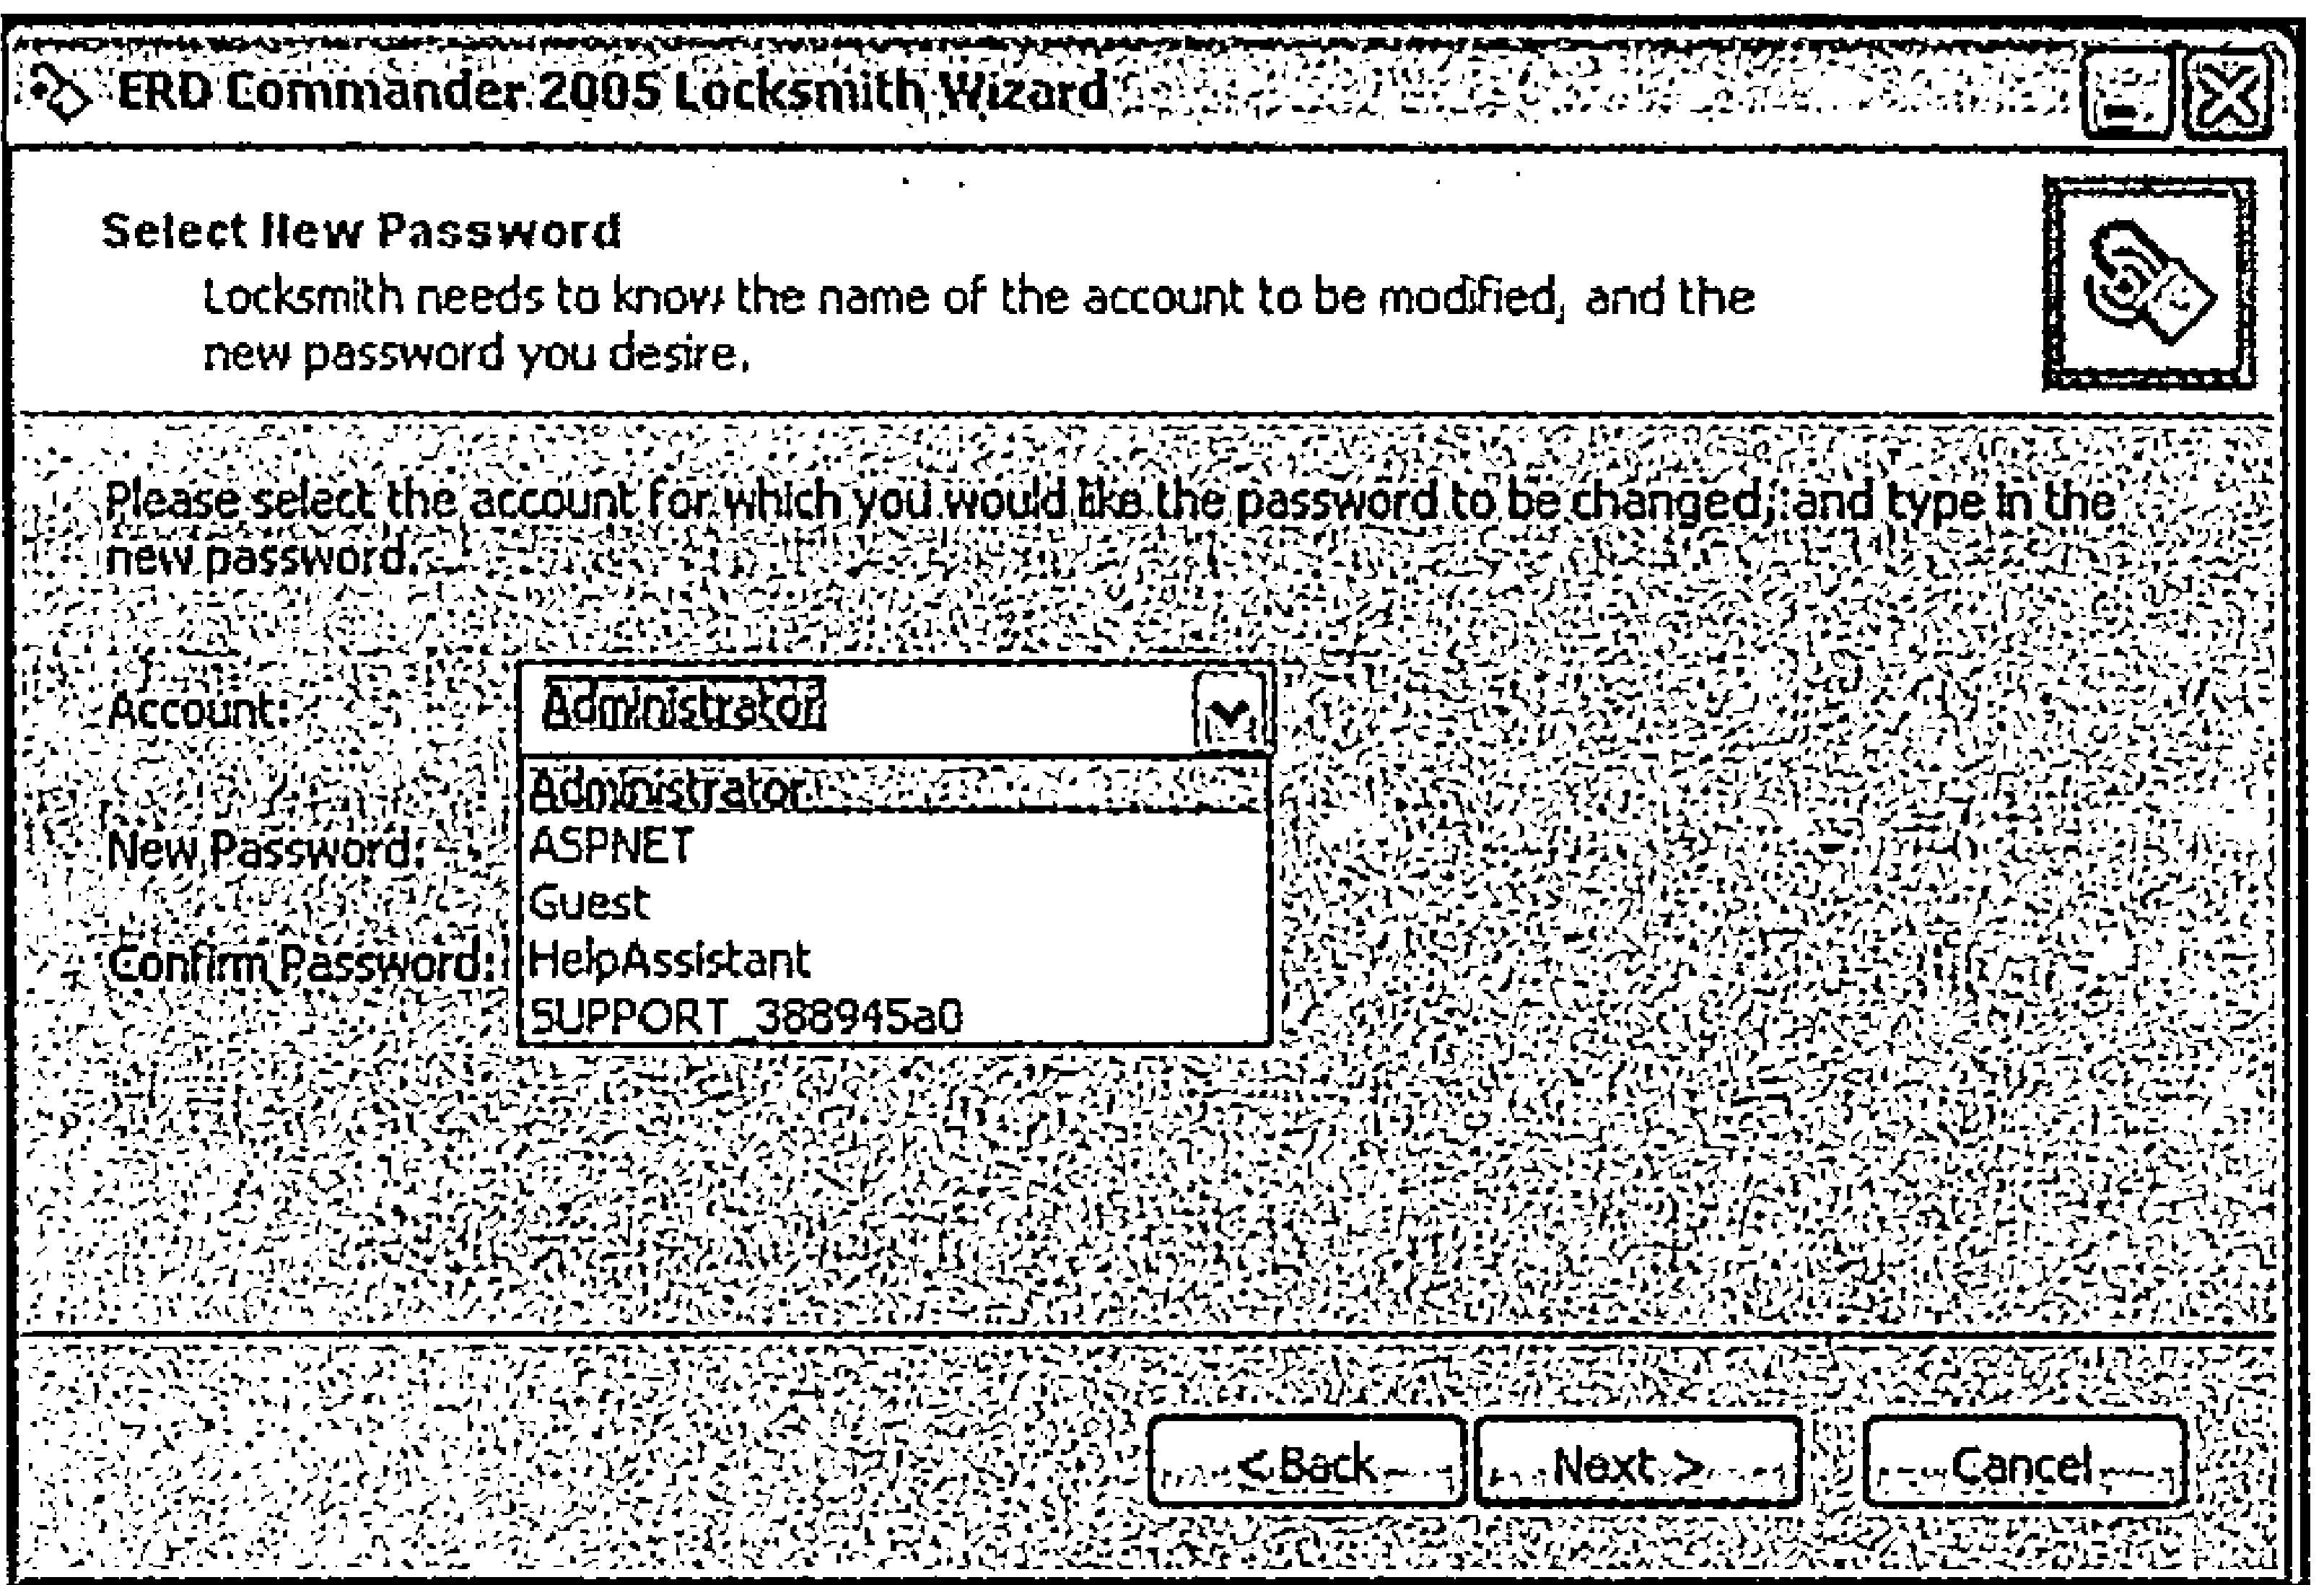 ERD Commander 2005 Locksmith Wizard
Select New Password
Locksmith needs to know the name of the account to be modified, and the
new password you desire.
Please select the account for which you would like the password to be changed, and type in the
new password.
Account:
Administrator
Administrator
New Password:
ASPNET
Guest
Confirm Password:
HelpAssistant
SUPPORT_388945a0
< Back
Next >
Cancel